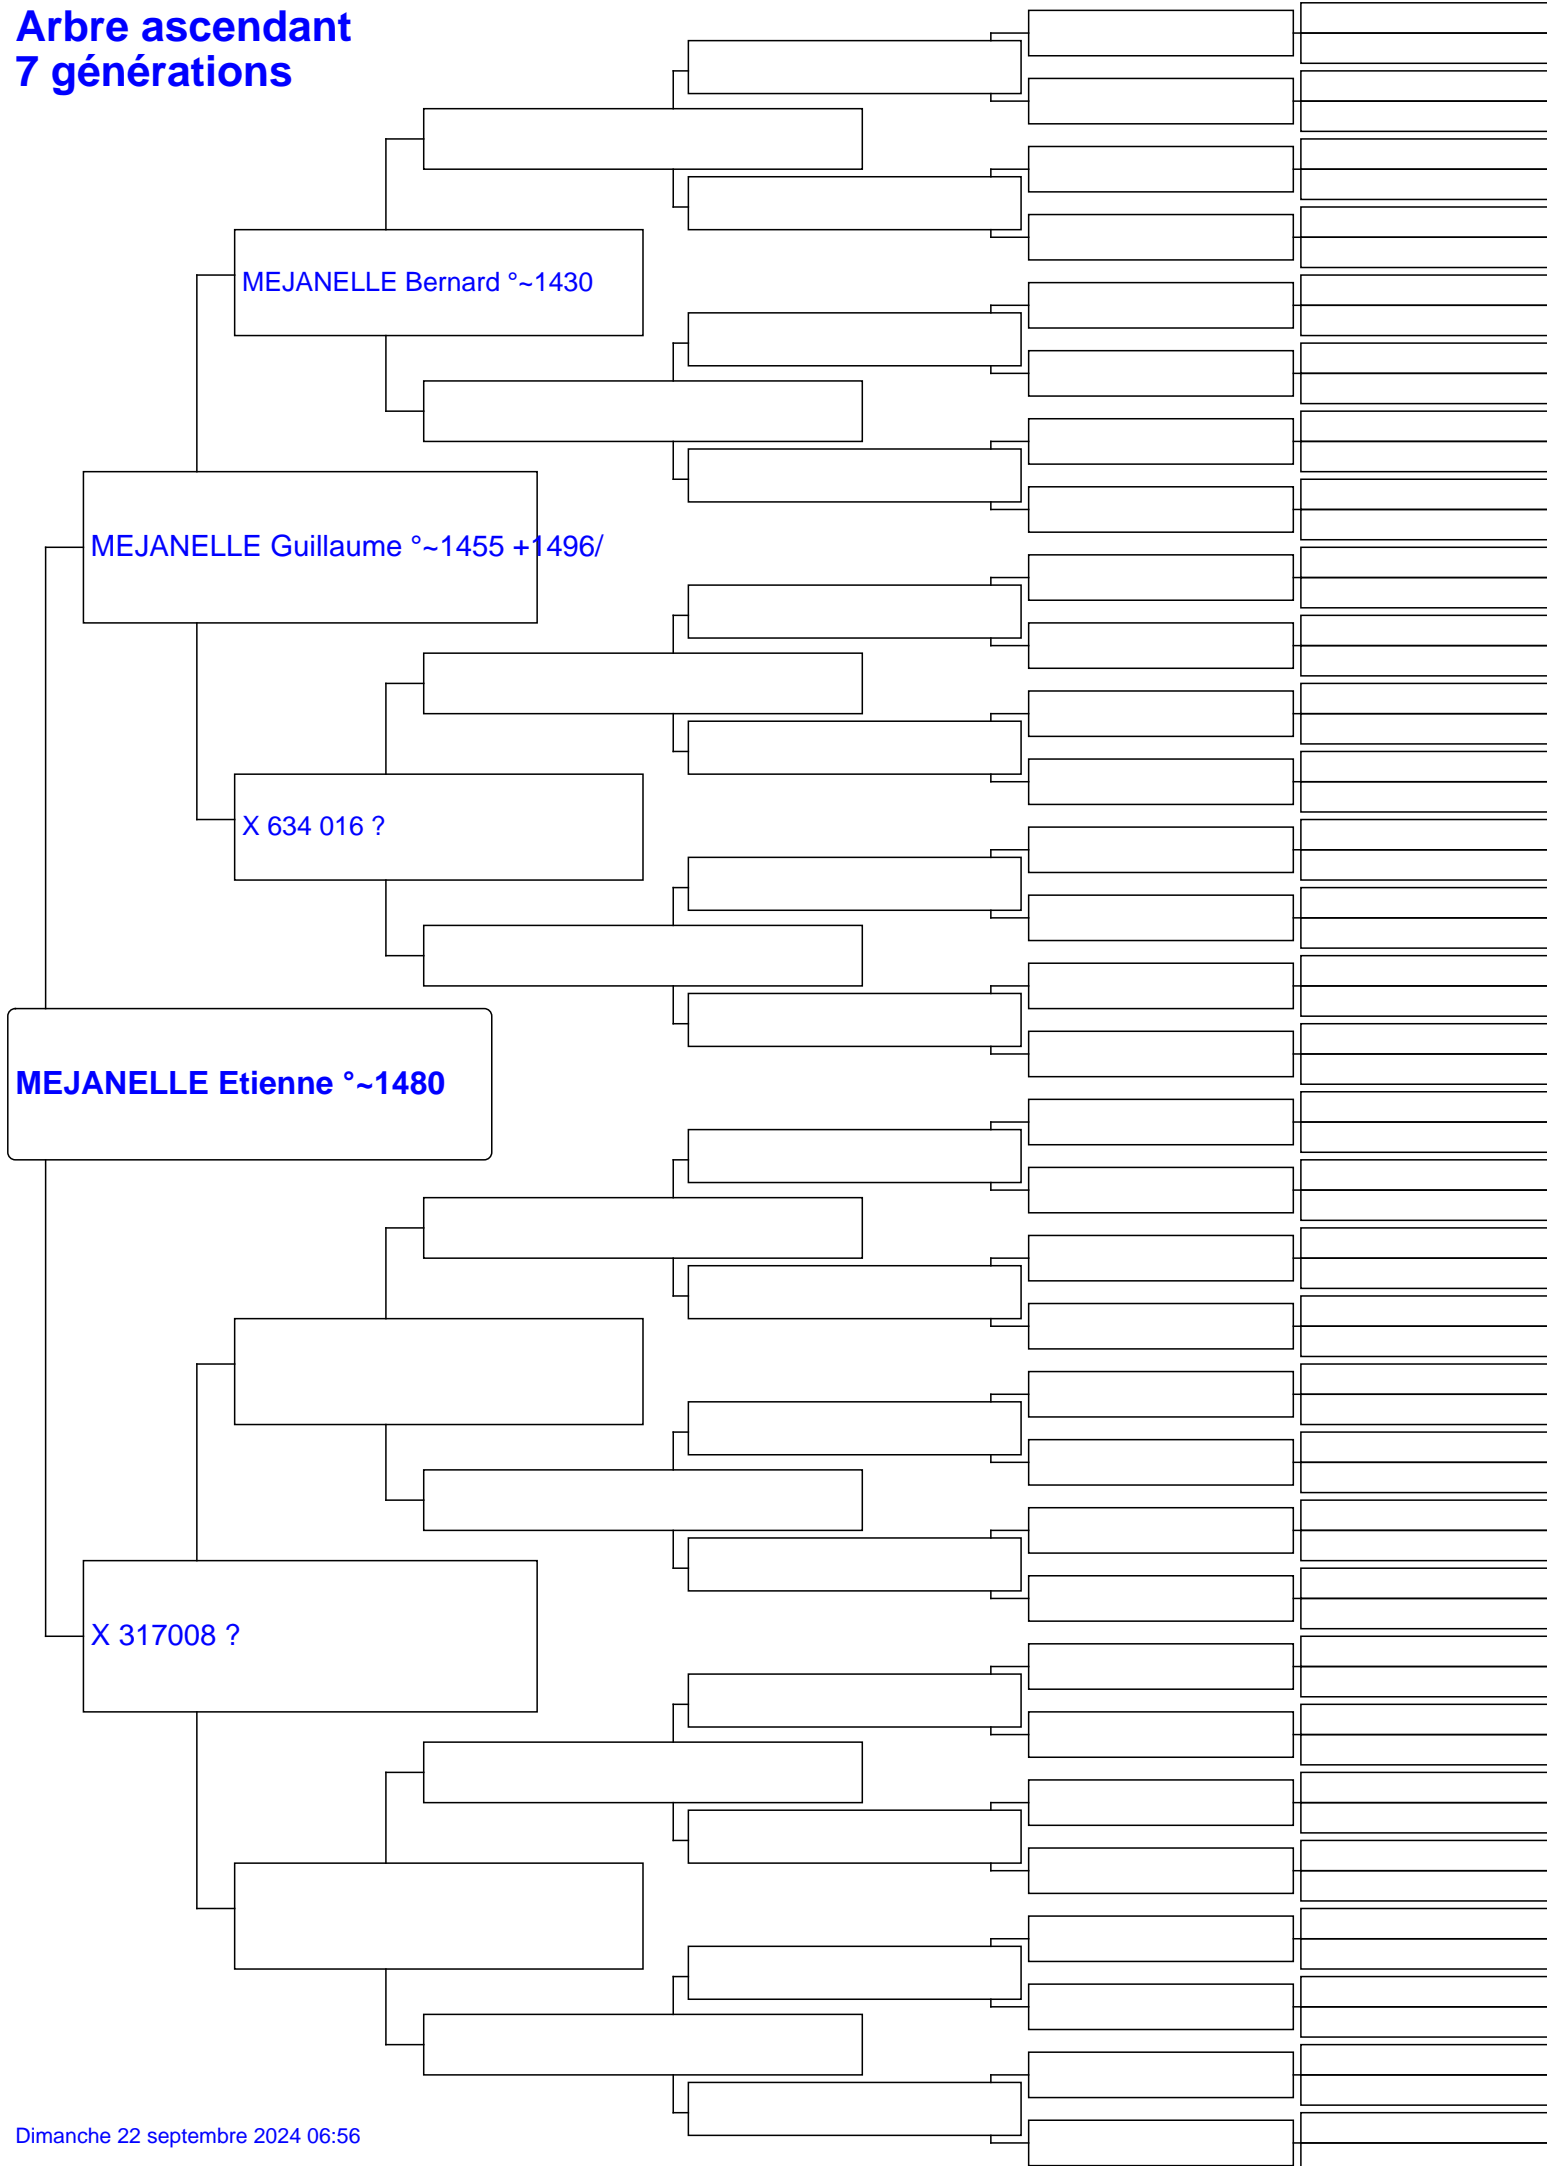 Arbre ascendant
7 générations
MEJANELLE Bernard °~1430
MEJANELLE Guillaume °~1455 +1496/
X 634 016 ?
MEJANELLE Etienne °~1480
X 317008 ?
Dimanche 22 septembre 2024 06:56